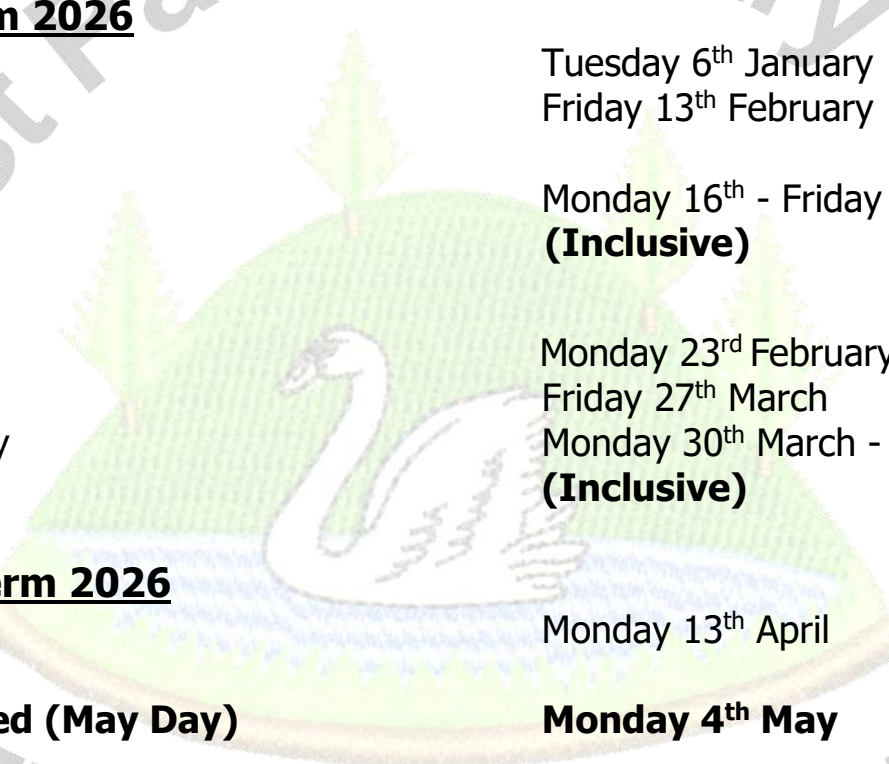 m 2026
Tuesday 6th January
Friday 13th February
Monday 16th - Friday
(Inclusive)
Monday 23rd February
Friday 27th March
y Monday 30th March -
(Inclusive)
erm 2026
Monday 13th April
ed (May Day) Monday 4th May